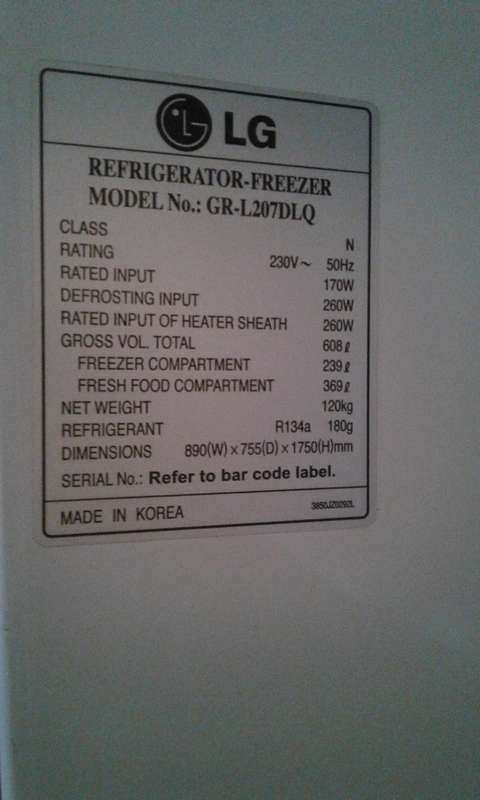 LG
REFRIGERATOR-FREEZER
MODEL No.: GR-L207DLQ
CLASS N
RATING 230V~ 50Hz
RATED INPUT 170W
DEFROSTING INPUT 260W
RATED INPUT OF HEATER SHEATH 260W
GROSS VOL. TOTAL 608ℓ
FREEZER COMPARTMENT 239ℓ
FRESH FOOD COMPARTMENT 369ℓ
NET WEIGHT 120kg
REFRIGERANT R134a 180g
DIMENSIONS 890(W)×755(D)×1750(H)mm
SERIAL No.: Refer to bar code label.
MADE IN KOREA